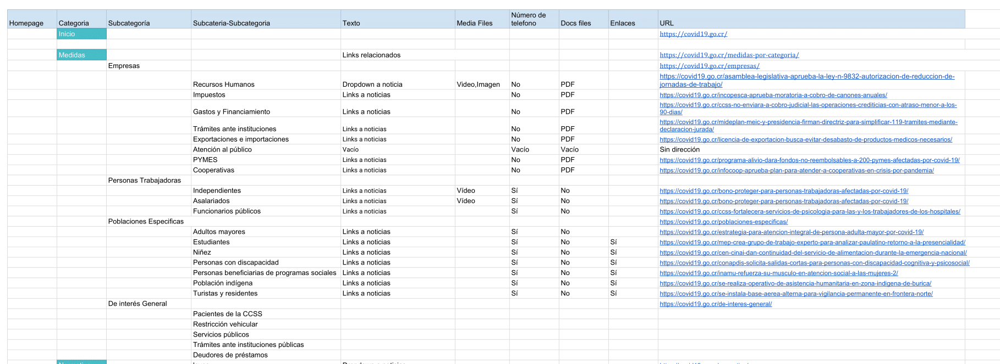 Homepage Categoria Subcategoría Subcateria-Subcategoria Texto Media Files Número de telefono Docs files Enlaces URL
Inicio https://covid19.go.cr/
Medidas Links relacionados https://covid19.go.cr/medidas-por-categoria/
Empresas https://covid19.go.cr/empresas/
Recursos Humanos Dropdown a noticia Video,Imagen No PDF https://covid19.go.cr/asamblea-legislativa-aprueba-la-ley-n-9832-autorizacion-de-reduccion-de-
jornadas-de-trabajo/
Impuestos Links a noticias No PDF https://covid19.go.cr/incopesca-aprueba-moratoria-a-cobro-de-canones-anuales/
Gastos y Financiamiento Links a noticias No PDF https://covid19.go.cr/ccss-no-enviara-a-cobro-judicial-las-operaciones-crediticias-con-atraso-menor-a-los-
90-dias/
Trámites ante instituciones Links a noticias No PDF https://covid19.go.cr/mideplan-meic-y-presidencia-firman-directriz-para-simplificar-119-tramites-mediante-
declaracion-jurada/
Exportaciones e importaciones Links a noticias No PDF https://covid19.go.cr/licencia-de-exportacion-busca-evitar-desabasto-de-productos-medicos-necesarios/
Atención al público Vacío Vacío Vacío Sin dirección
PYMES Links a noticias No PDF https://covid19.go.cr/programa-alivio-dara-fondos-no-reembolsables-a-200-pymes-afectadas-por-covid-19/
Cooperativas Links a noticias No PDF https://covid19.go.cr/infocoop-aprueba-plan-para-atender-a-cooperativas-en-crisis-por-pandemia/
Personas Trabajadoras
Independientes Links a noticias Vídeo Sí No https://covid19.go.cr/bono-proteger-para-personas-trabajadoras-afectadas-por-covid-19/
Asalariados Links a noticias Vídeo Sí No https://covid19.go.cr/bono-proteger-para-personas-trabajadoras-afectadas-por-covid-19/
Funcionarios públicos Links a noticias Sí No https://covid19.go.cr/ccss-fortalecera-servicios-de-psicologia-para-las-y-los-trabajadores-de-los-hospitales/
Poblaciones Especificas https://covid19.go.cr/poblaciones-especificas/
Adultos mayores Links a noticias Sí No https://covid19.go.cr/estrategia-para-atencion-integral-de-persona-adulta-mayor-por-covid-19/
Estudiantes Links a noticias Sí No Sí https://covid19.go.cr/mep-crea-grupo-de-trabajo-experto-para-analizar-paulatino-retorno-a-la-presencialidad/
Niñez Links a noticias Sí No Sí https://covid19.go.cr/cen-cinai-dan-continuidad-del-servicio-de-alimentacion-durante-la-emergencia-nacional/
Personas con discapacidad Links a noticias Sí No Sí https://covid19.go.cr/conapdis-solicita-salidas-cortas-para-personas-con-discapacidad-cognitiva-y-psicosocial/
Personas beneficiarias de programas sociales Links a noticias Sí No Sí https://covid19.go.cr/inamu-refuerza-su-musculo-en-atencion-social-a-las-mujeres-2/
Población indígena Links a noticias Sí No Sí https://covid19.go.cr/se-realiza-operativo-de-asistencia-humanitaria-en-zona-indigena-de-burica/
Turistas y residentes Links a noticias Sí No Sí https://covid19.go.cr/se-instala-base-aerea-alterna-para-vigilancia-permanente-en-frontera-norte/
De interés General https://covid19.go.cr/de-interes-general/
Pacientes de la CCSS
Restricción vehicular
Servicios públicos
Trámites ante instituciones públicas
Deudores de préstamos